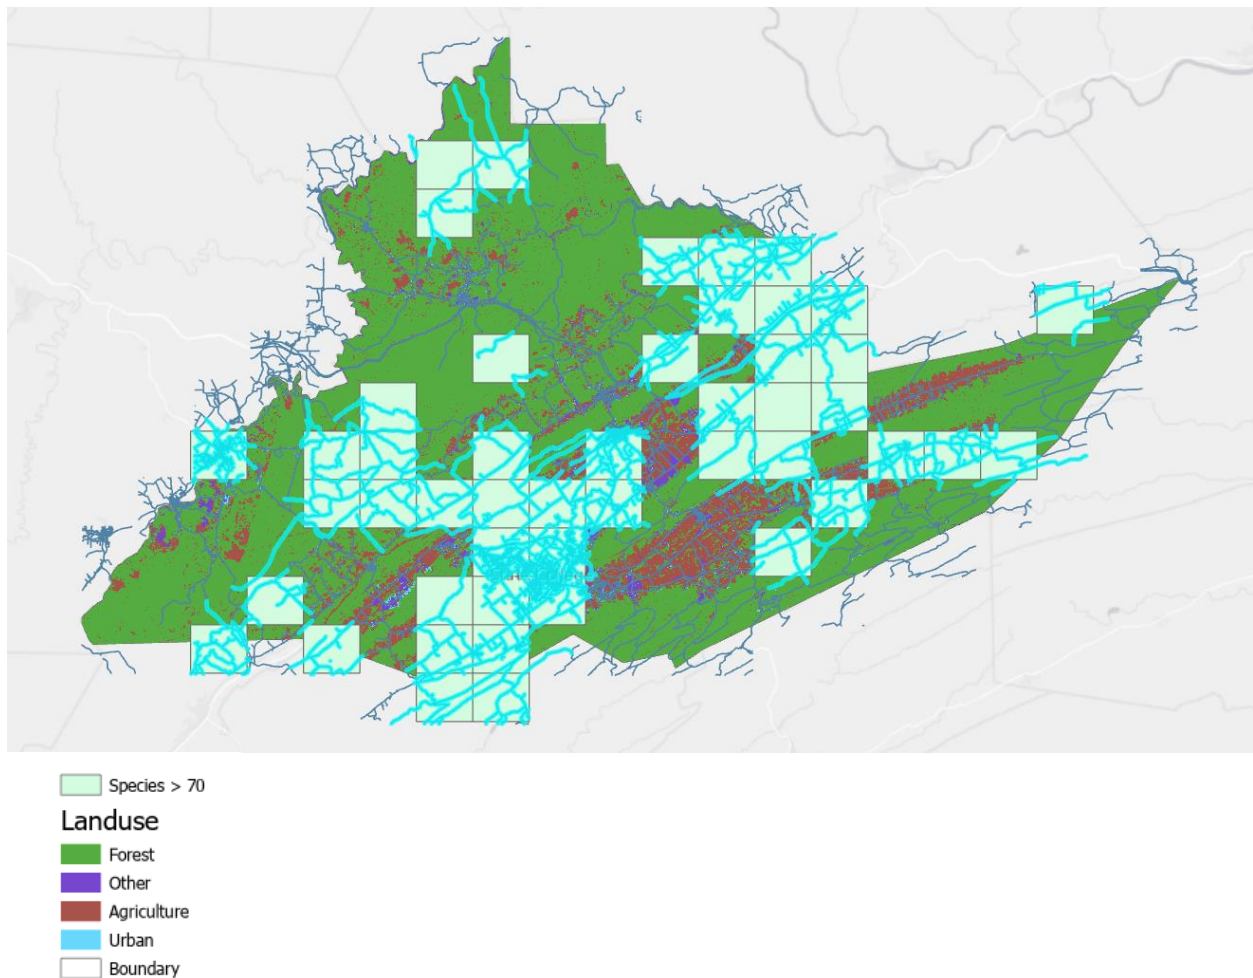 Species > 70
Landuse
Forest
Other
Agriculture
Urban
Boundary